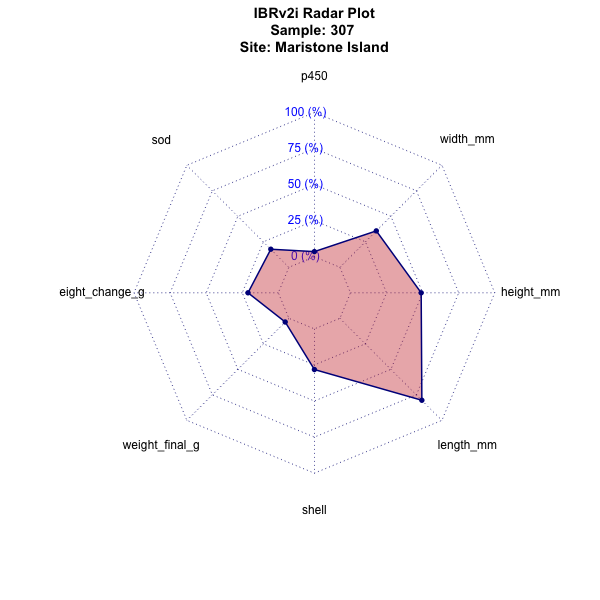 IBRv2i Radar Plot
Sample: 307
Site: Maristone Island
p450
100 (%)
sod
width_mm
75 (%)
50 (%)
25 (%)
0 (%)
eight_change_g
height_mm
weight_final_g
length_mm
shell